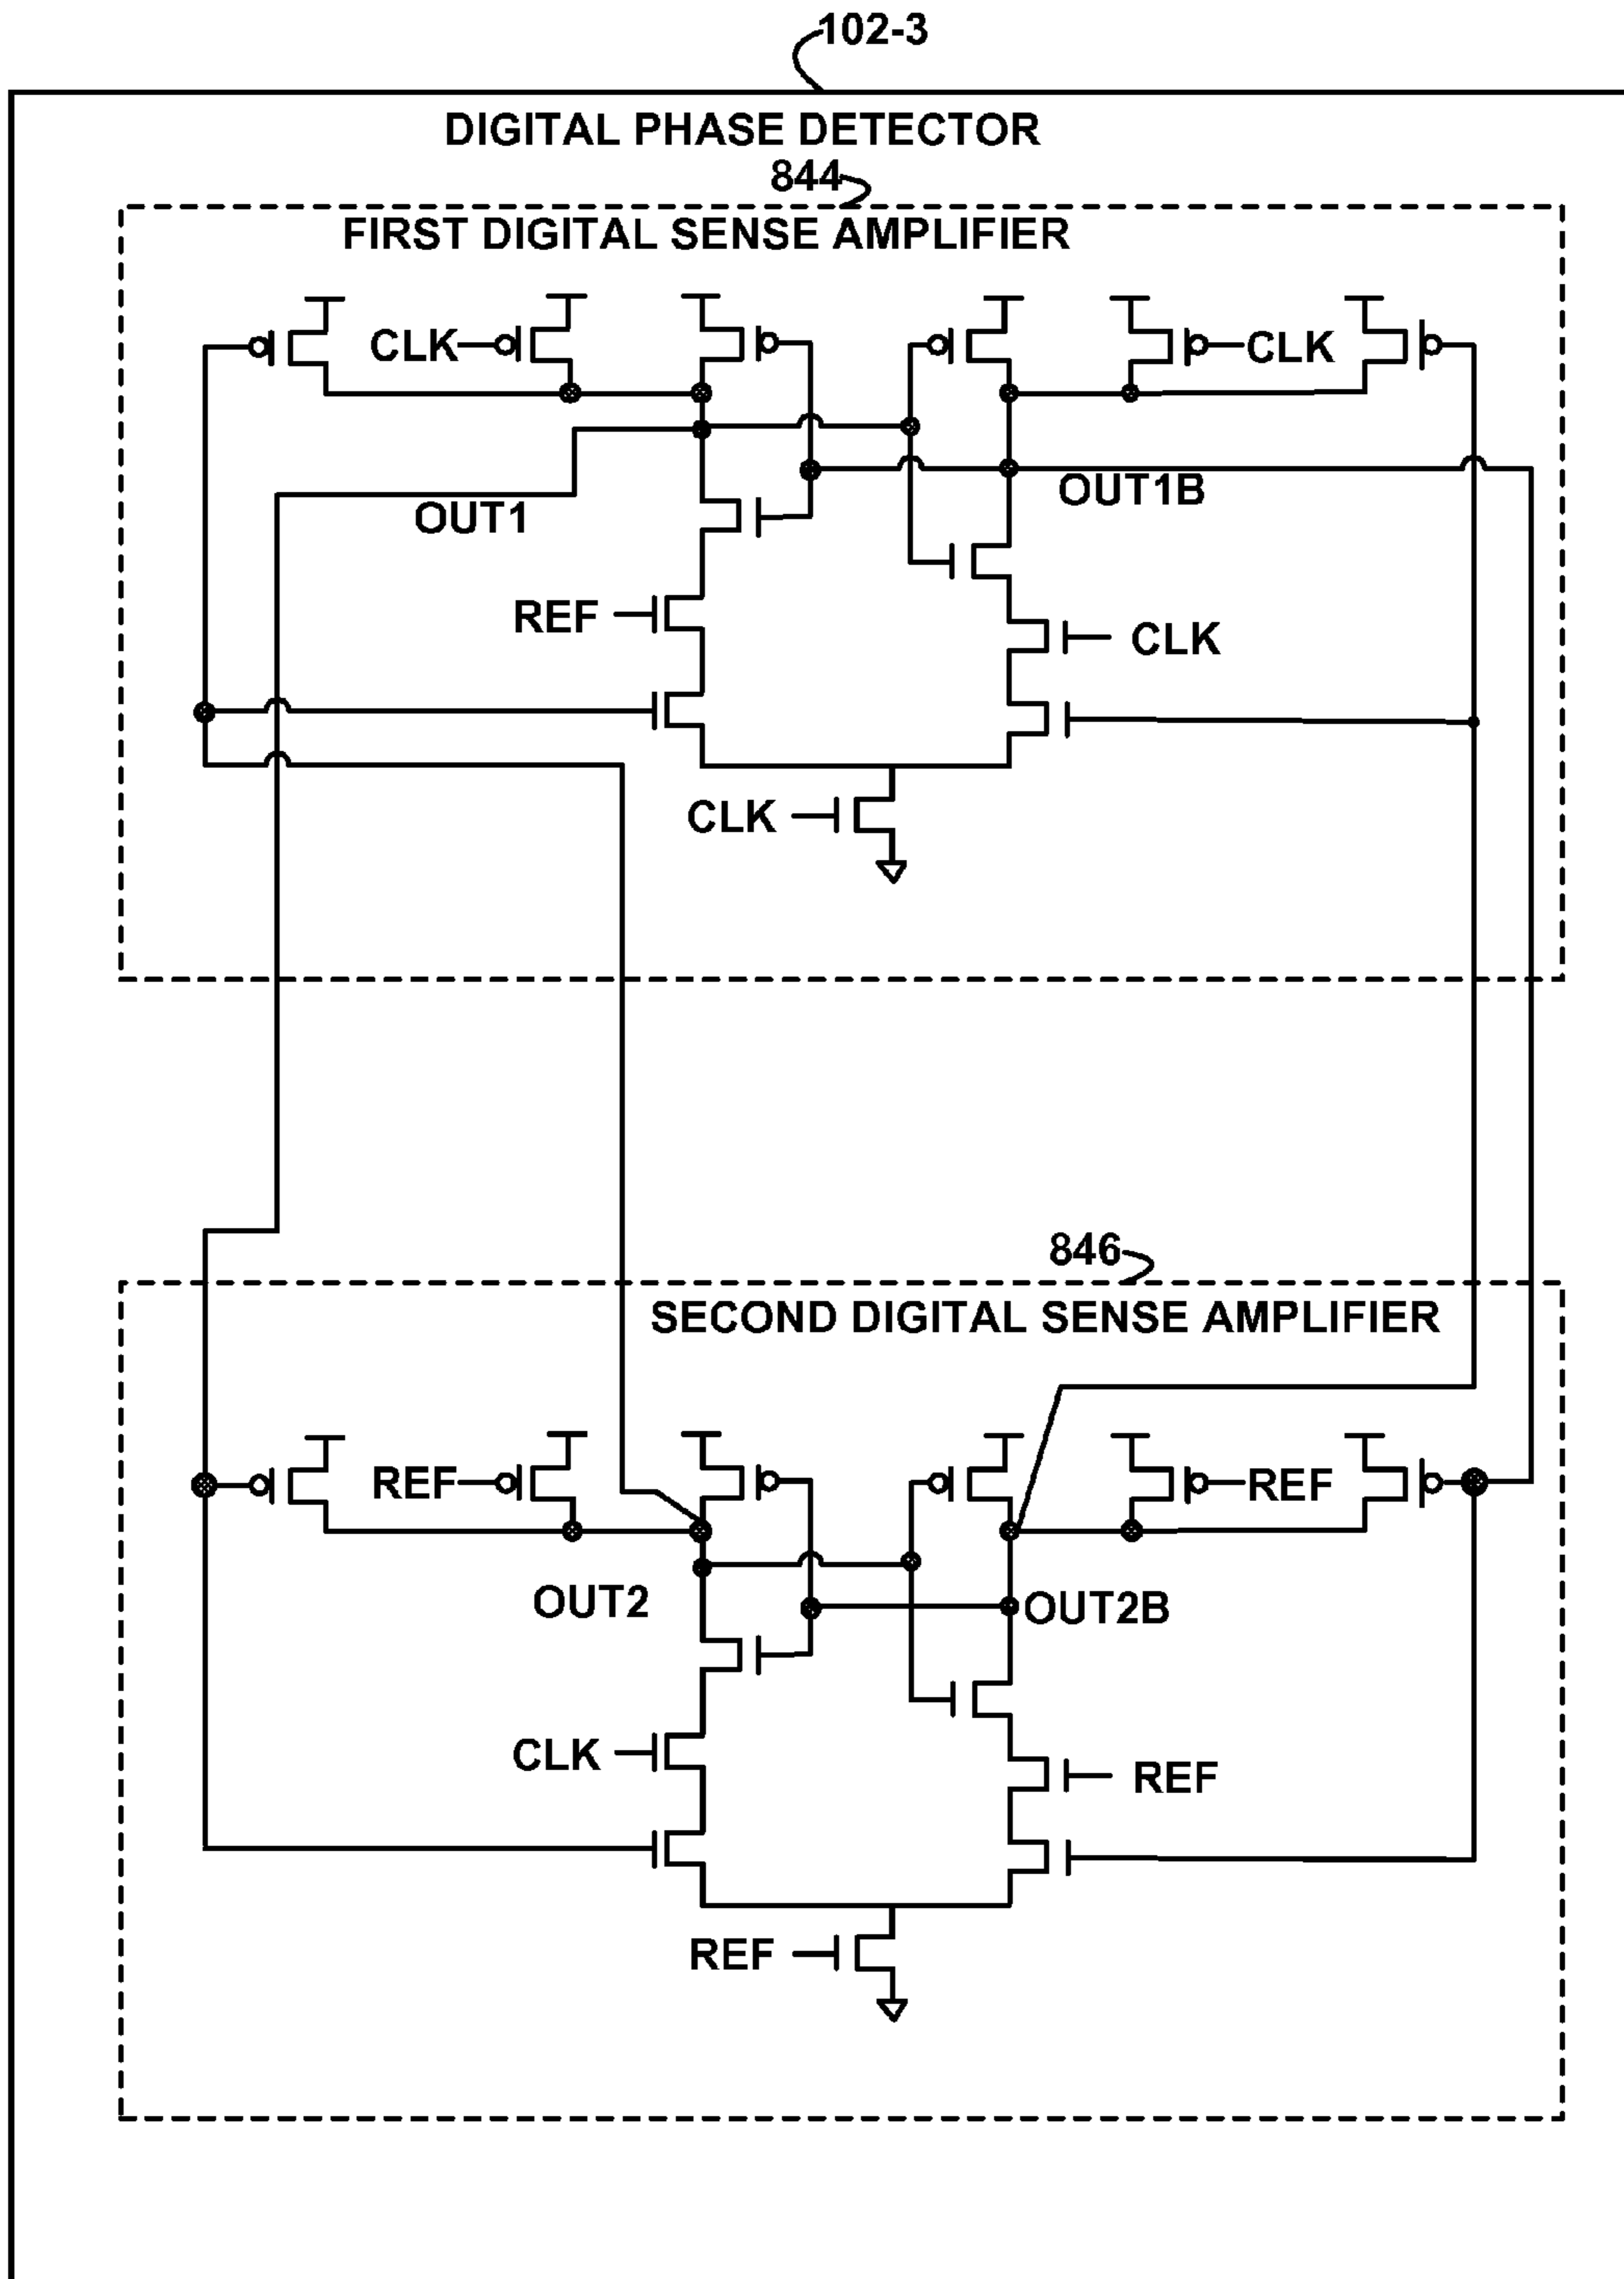 102-3
DIGITAL PHASE DETECTOR
844
FIRST DIGITAL SENSE AMPLIFIER
CLK
CLK
OUT1
OUT1B
REF
CLK
CLK
846
SECOND DIGITAL SENSE AMPLIFIER
REF
REF
OUT2
OUT2B
CLK
REF
REF